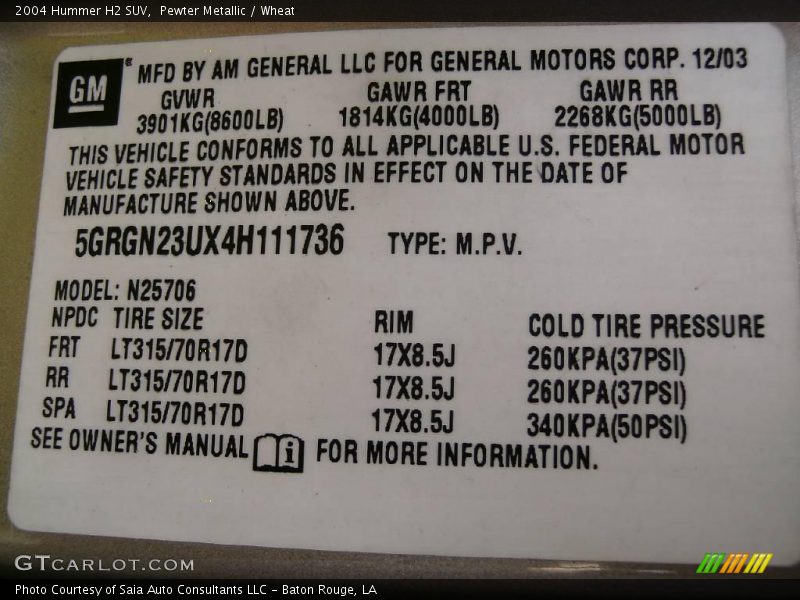 2004 Hummer H2 SUV, Pewter Metallic / Wheat
GM® MFD BY AM GENERAL LLC FOR GENERAL MOTORS CORP. 12/03
GVWR GAWR FRT GAWR RR
3901KG(8600LB) 1814KG(4000LB) 2268KG(5000LB)
THIS VEHICLE CONFORMS TO ALL APPLICABLE U.S. FEDERAL MOTOR
VEHICLE SAFETY STANDARDS IN EFFECT ON THE DATE OF
MANUFACTURE SHOWN ABOVE.
5GRGN23UX4H111736 TYPE: M.P.V.
MODEL: N25706
NPDC TIRE SIZE RIM COLD TIRE PRESSURE
FRT LT315/70R17D 17X8.5J 260KPA(37PSI)
RR LT315/70R17D 17X8.5J 260KPA(37PSI)
SPA LT315/70R17D 17X8.5J 340KPA(50PSI)
SEE OWNER'S MANUAL i FOR MORE INFORMATION.
GTCARLOT.COM
Photo Courtesy of Saia Auto Consultants LLC - Baton Rouge, LA